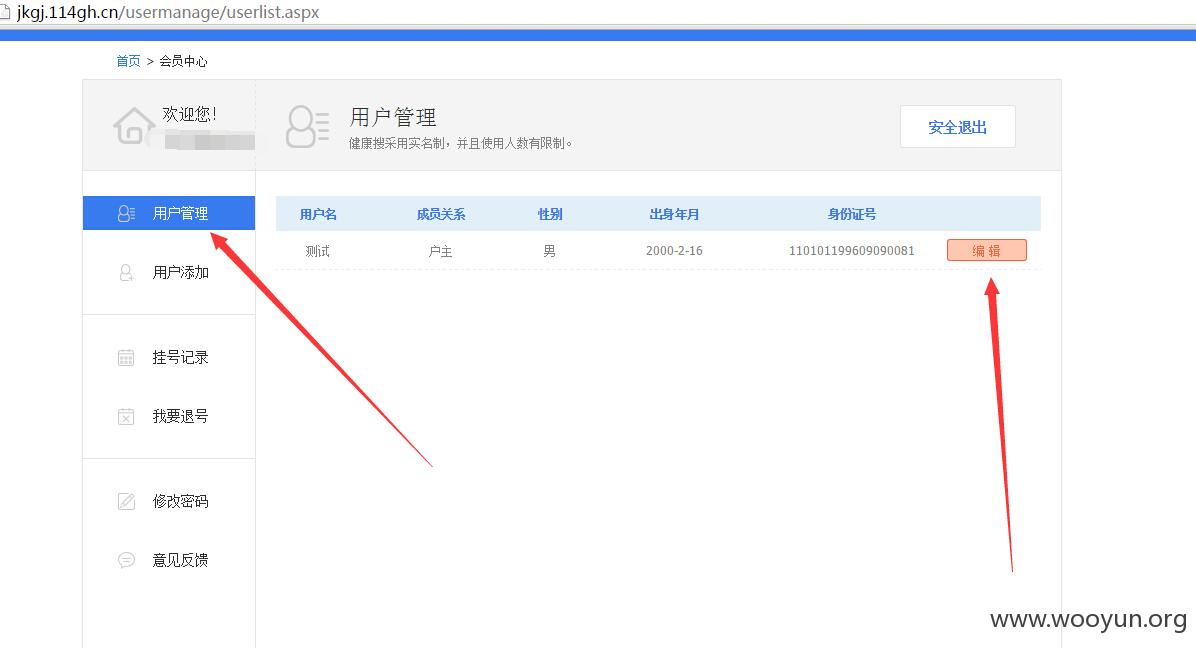 jkgj.114gh.cn/usermanage/userlist.aspx
首页 > 会员中心
欢迎您！
用户管理
健康搜采用实名制，并且使用人数有限制。
安全退出
用户管理
用户添加
挂号记录
我要退号
修改密码
意见反馈
用户名 成员关系 性别 出身年月 身份证号
测试 户主 男 2000-2-16 110101199609090081 编辑
www.wooyun.org